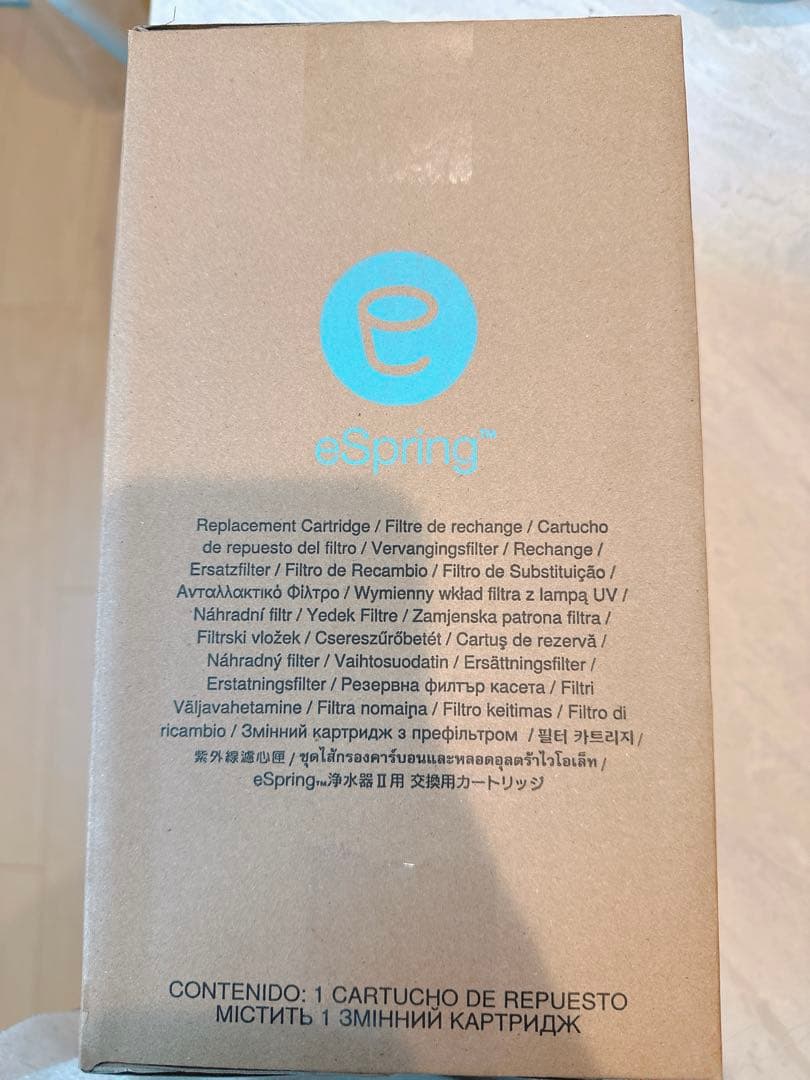 eSpring™
Replacement Cartridge / Filtre de rechange / Cartucho
de repuesto del filtro / Vervangingsfilter / Rechange /
Ersatzfilter / Filtro de Recambio / Filtro de Substituição /
Ανταλλακτικό Φίλτρο / Wymienny wkład filtra z lampą UV /
Náhradní filtr / Yedek Filtre / Zamjenska patrona filtra /
Filtrski vložek / Csereszűrőbetét / Cartuş de rezervă /
Náhradný filter / Vaihtosuodatin / Ersättningsfilter /
Erstatningsfilter / Резервна филтър касета / Filtri
Väljavahetamine / Filtra nomaiņa / Filtro keitimas / Filtro di
ricambio / Змінний картридж з префільтром / 필터 카트리지 /
紫外線濾心匣 / ชุดไส้กรองคาร์บอนและหลอดอุลตร้าไวโอเล็ท /
eSpring™浄水器Ⅱ用 交換用カートリッジ
CONTENIDO: 1 CARTUCHO DE REPUESTO
МІСТИТЬ 1 ЗМІННИЙ КАРТРИДЖ